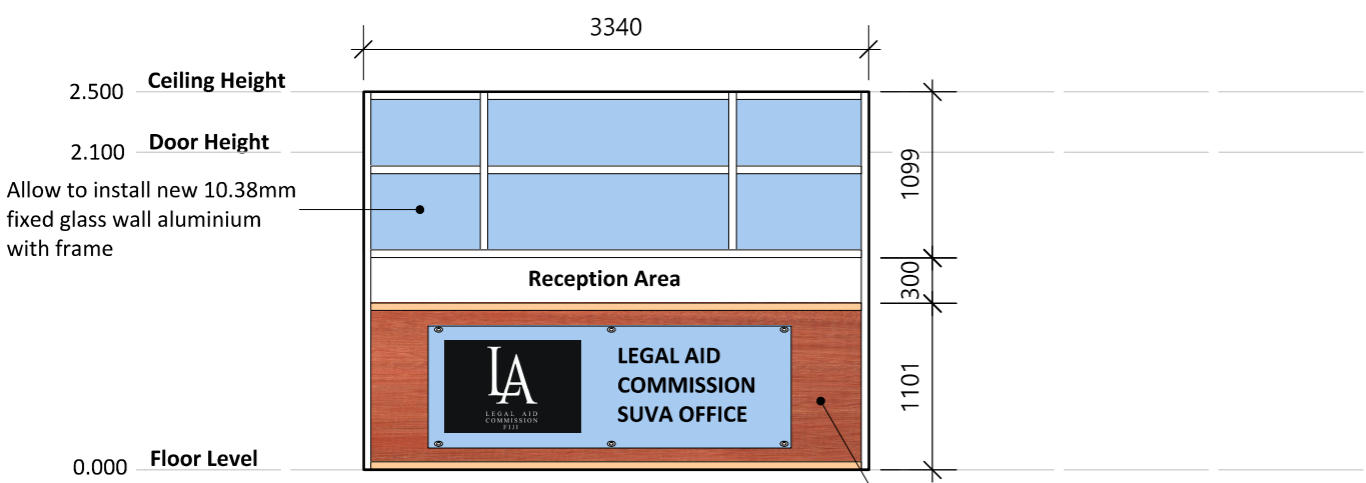 3340
Ceiling Height
2.500
Door Height
2.100
Allow to install new 10.38mm
fixed glass wall aluminium
with frame
1099
Reception Area
300
LA
LEGAL AID
COMMISSION
FIJI
LEGAL AID
COMMISSION
SUVA OFFICE
1101
Floor Level
0.000